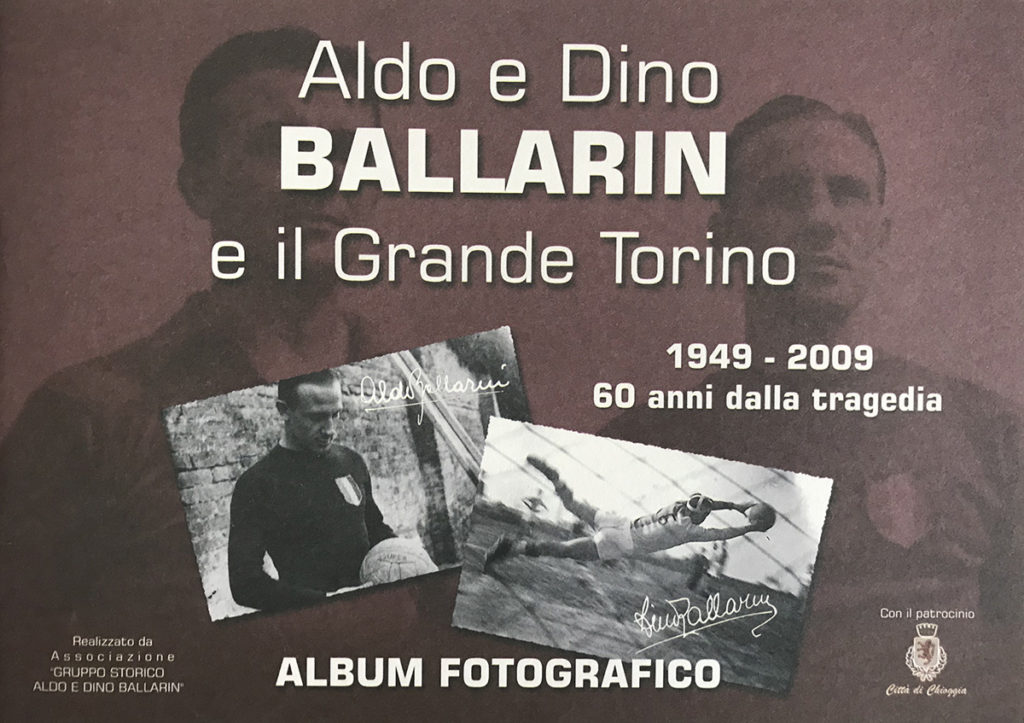 Aldo e Dino
BALLARIN
e il Grande Torino
1949 - 2009
60 anni dalla tragedia
Aldo Ballarin
Dino Ballarin
Con il patrocinio
Città di Chioggia
Realizzato da
Associazione
"GRUPPO STORICO
ALDO E DINO BALLARIN"
ALBUM FOTOGRAFICO